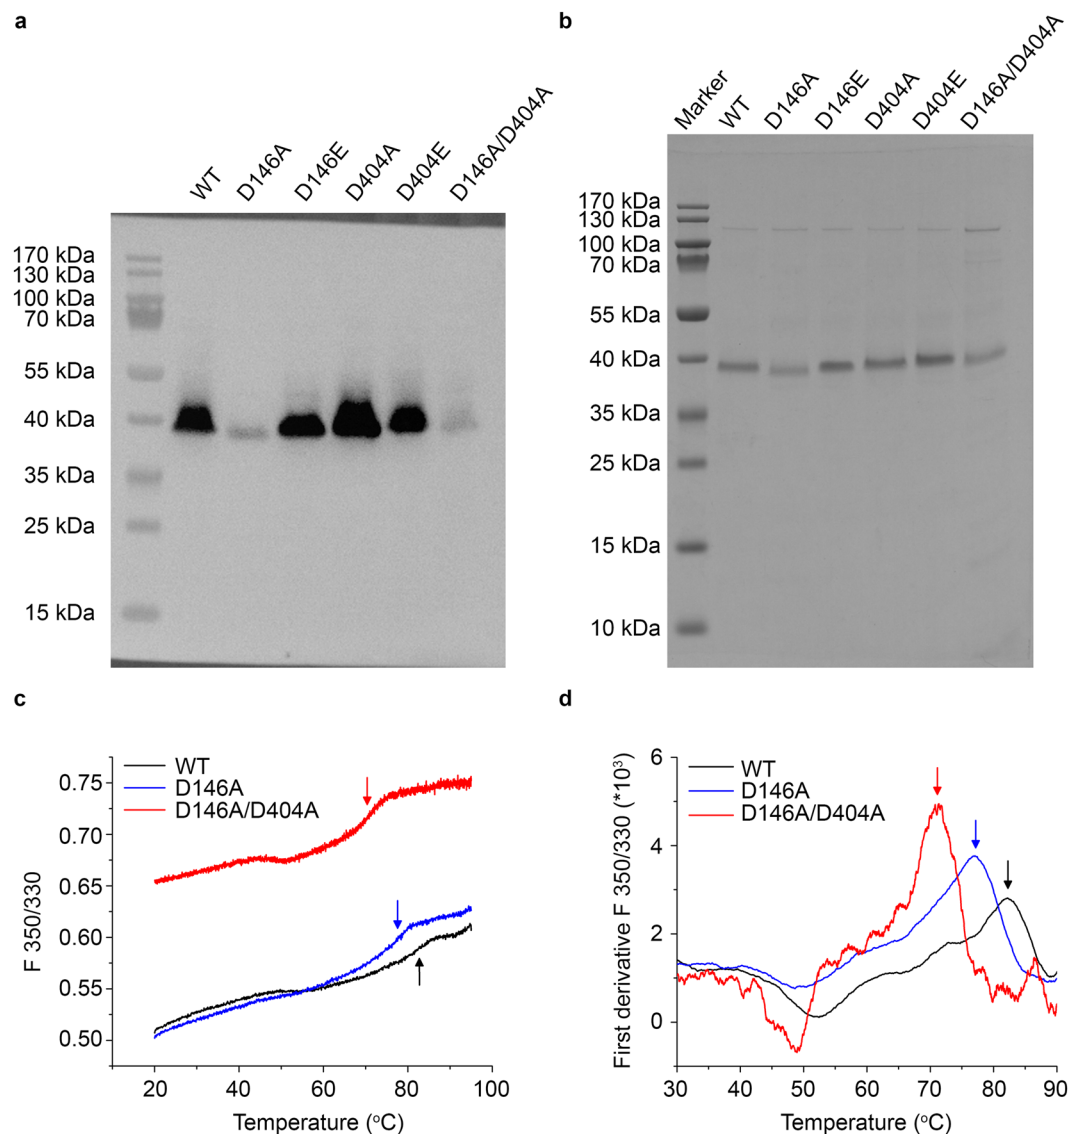 a
WT
D146A
D146E
D404A
D404E
D146A/D404A
170 kDa
130 kDa
100 kDa
70 kDa
55 kDa
40 kDa
35 kDa
25 kDa
15 kDa
b
Marker
WT
D146A
D146E
D404A
D404E
D146A/D404A
170 kDa
130 kDa
100 kDa
70 kDa
55 kDa
40 kDa
35 kDa
25 kDa
15 kDa
10 kDa
c
WT
D146A
D146A/D404A
F 350/330
0.75
0.70
0.65
0.60
0.55
0.50
20 40 60 80 100
Temperature (°C)
d
WT
D146A
D146A/D404A
First derivative F 350/330 (*10³)
6
4
2
0
30 40 50 60 70 80 90
Temperature (°C)